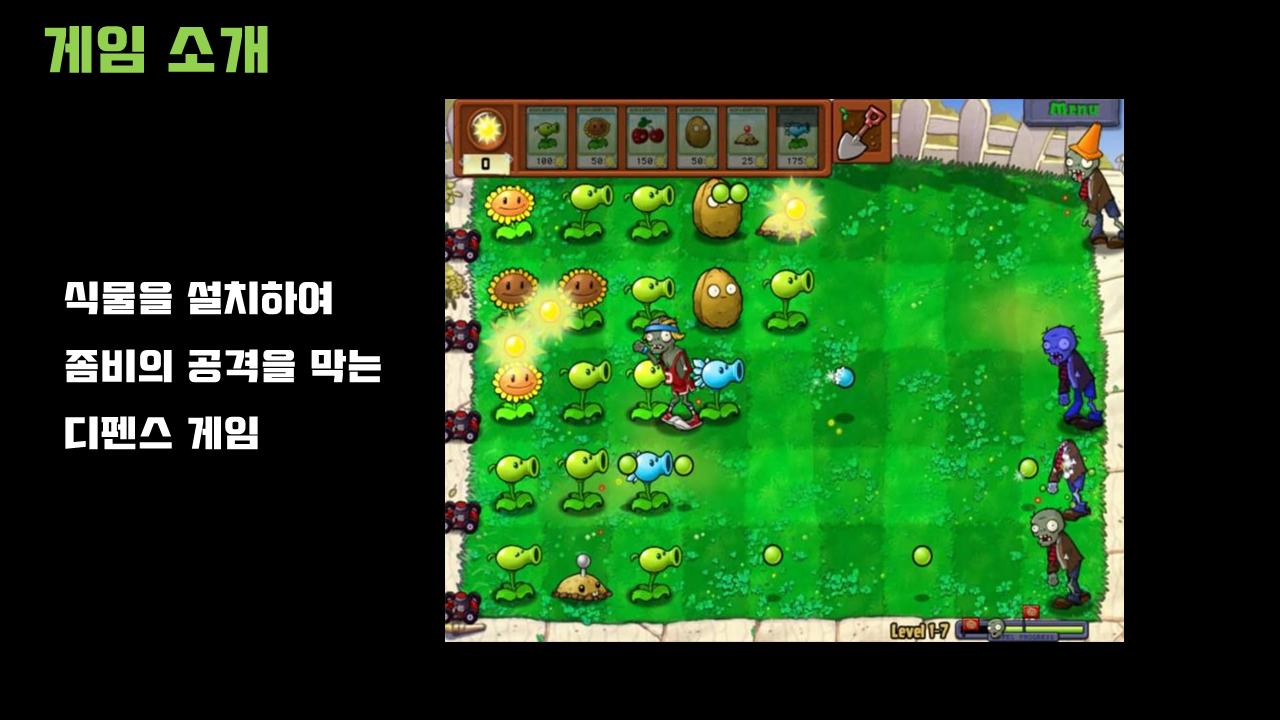 게임 소개
식물을 설치하여
좀비의 공격을 막는
디펜스 게임
Menu
0
100
50
150
50
25
175
Level 1-7